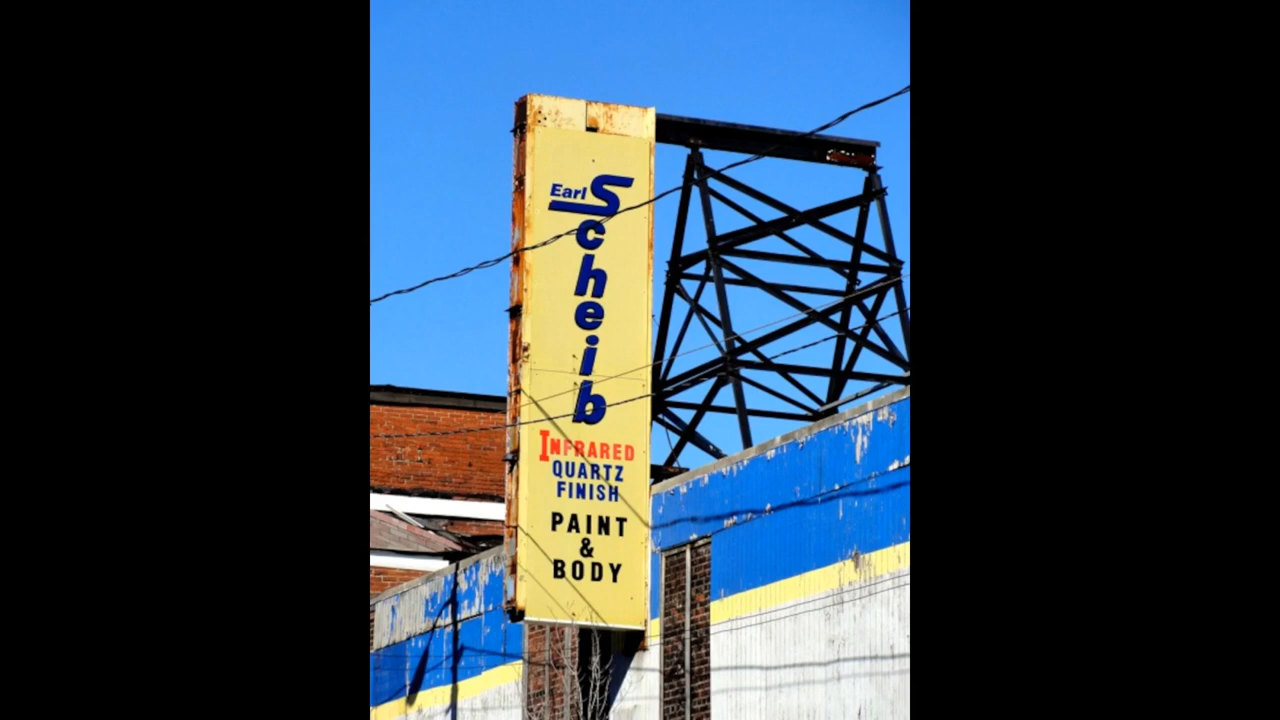 Earl Scheib
INFRARED
QUARTZ
FINISH
PAINT
&
BODY